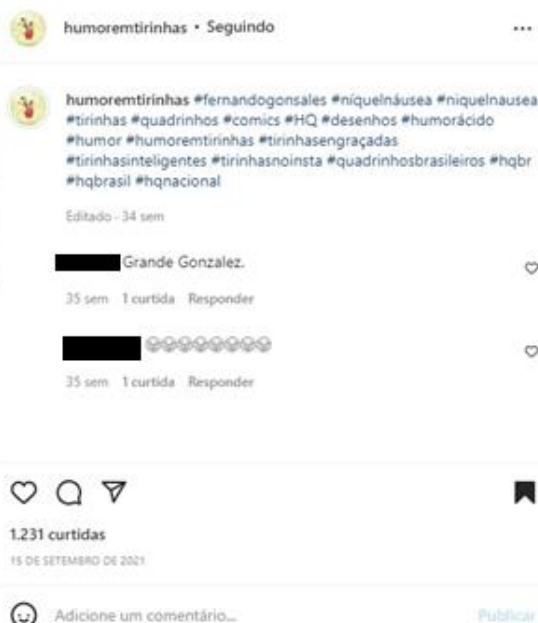 humoremtirinhas • Seguindo
humoremtirinhas #fernandogonsales #níquelnáusea #niquelnausea
#tirinhas #quadrinhos #comics #HQ #desenhos #humorácido
#humor #humoremtirinhas #tirinhasengraçadas
#tirinhasinteligentes #tirinhasnoinsta #quadrinhosbrasileiros #hqbr
#hqbrasil #hqnacional
Editado · 34 sem
Grande Gonzalez.
35 sem 1 curtida Responder
35 sem 1 curtida Responder
1.231 curtidas
15 DE SETEMBRO DE 2021
Adicione um comentário...
Publicar